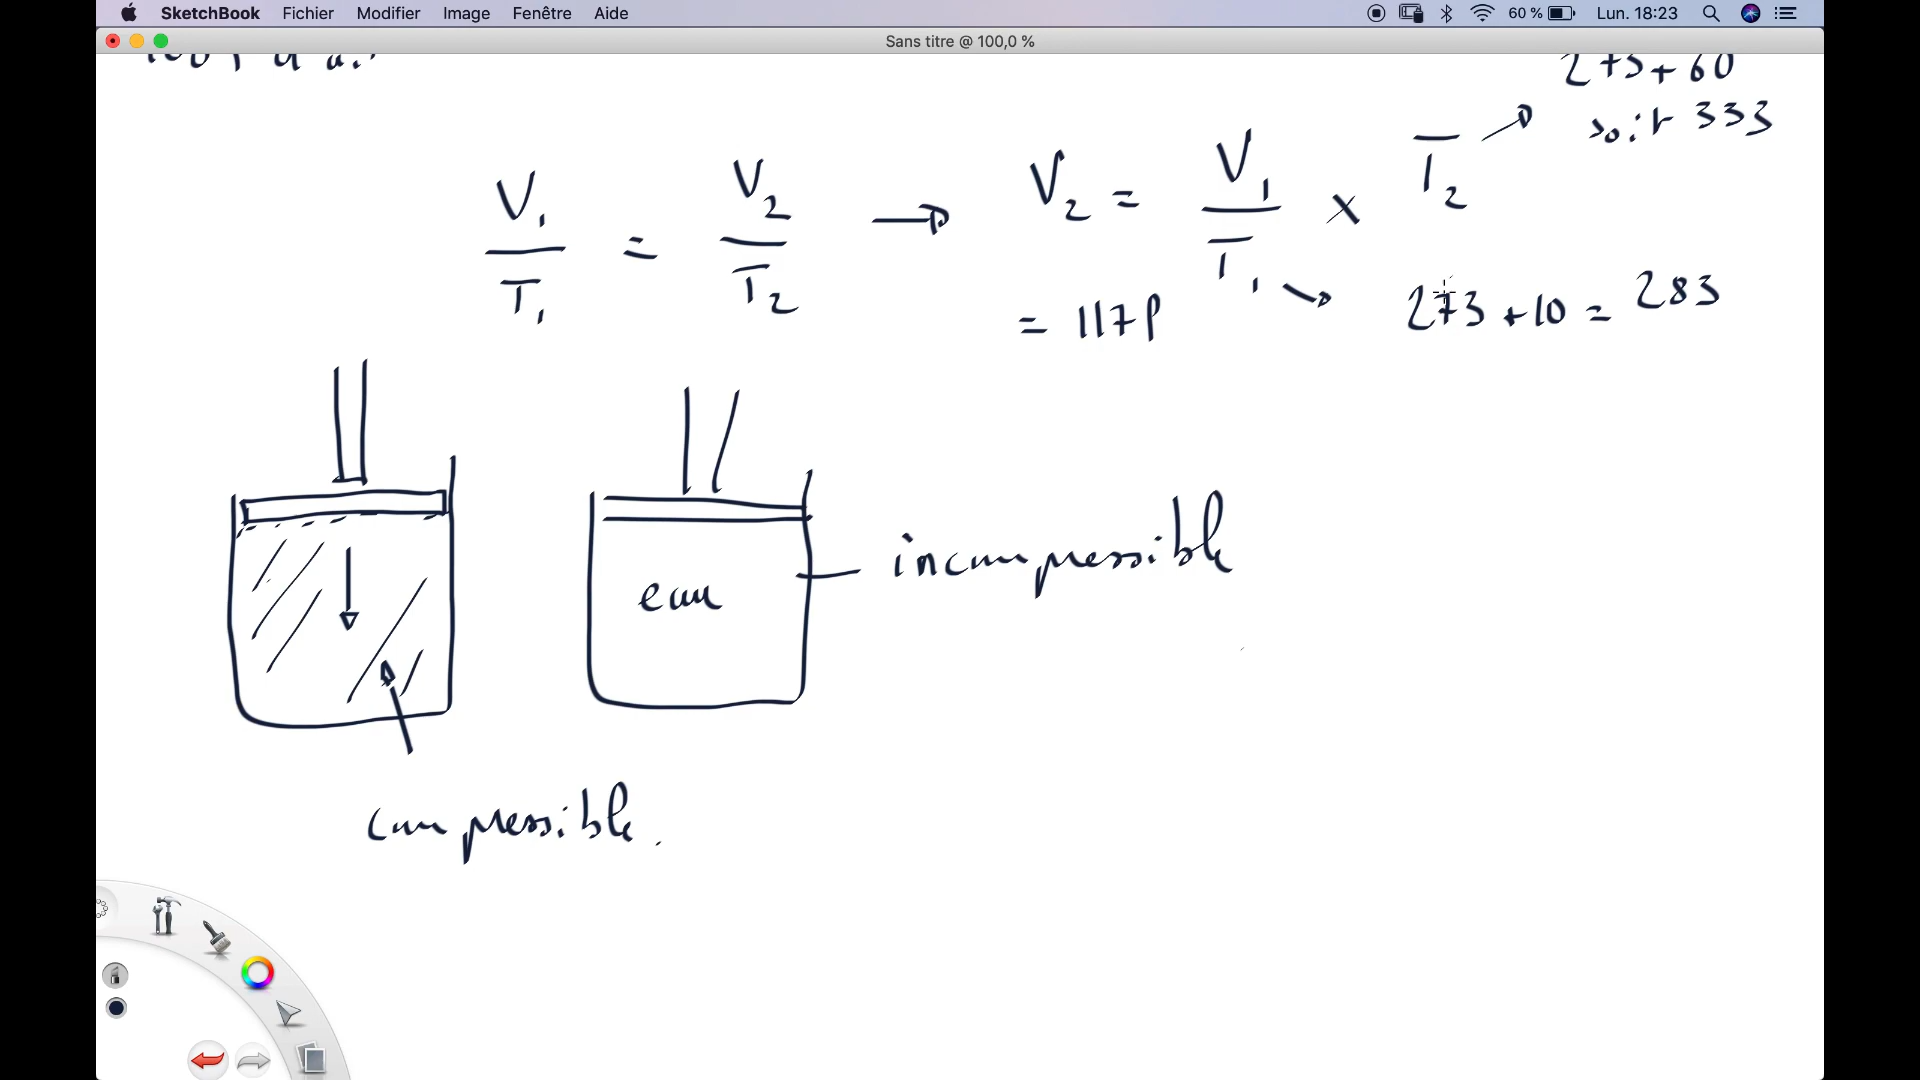 SketchBook Fichier Modifier Image Fenêtre Aide 60 % Lun. 18:23
Sans titre @ 100,0 %
273+60
soit 333
V1/T1 = V2/T2 → V2 = V1/T1 × T2
= 117l
273+10 = 283
eau
incompressible
compressible.